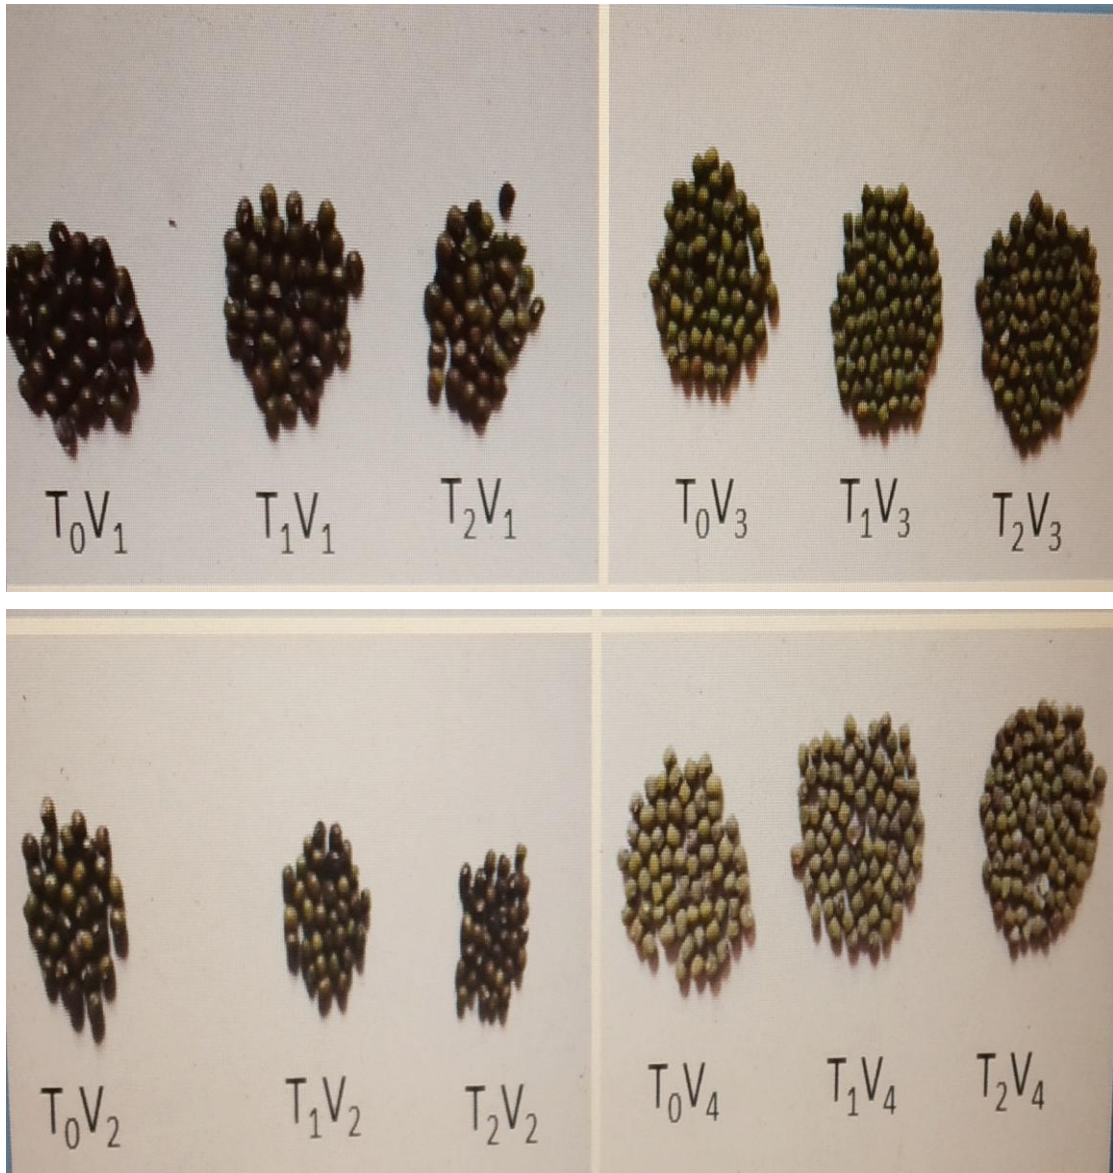 T₀V₁ T₁V₁ T₂V₁ T₀V₃ T₁V₃ T₂V₃
T₀V₂ T₁V₂ T₂V₂ T₀V₄ T₁V₄ T₂V₄